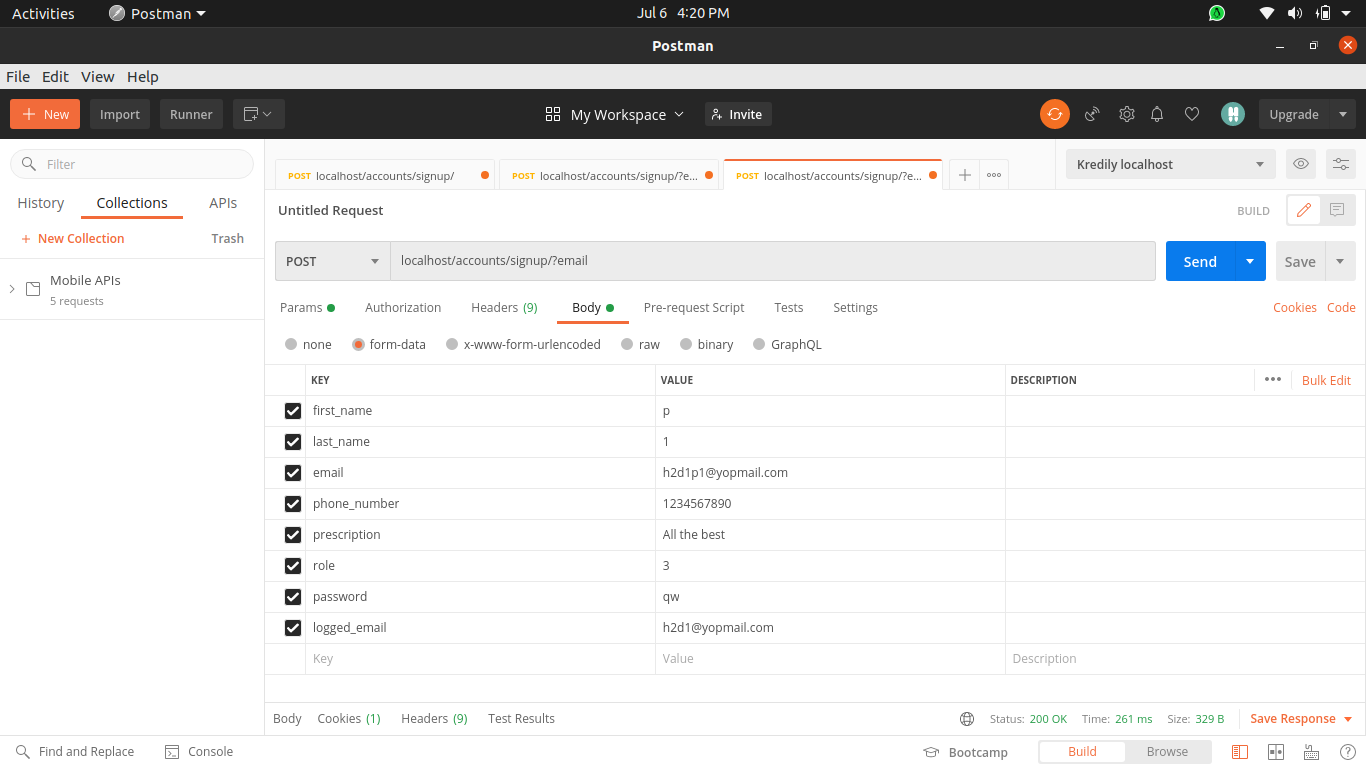 Activities Postman Jul 6 4:20 PM
Postman
File Edit View Help
New Import Runner My Workspace Invite Upgrade
Filter
History Collections APIs
New Collection Trash
Mobile APIs
5 requests
POST localhost/accounts/signup/ POST localhost/accounts/signup/?e... POST localhost/accounts/signup/?e... Kredily localhost
Untitled Request BUILD
POST localhost/accounts/signup/?email Send Save
Params Authorization Headers (9) Body Pre-request Script Tests Settings Cookies Code
none form-data x-www-form-urlencoded raw binary GraphQL
KEY VALUE DESCRIPTION Bulk Edit
first_name p
last_name 1
email h2d1p1@yopmail.com
phone_number 1234567890
prescription All the best
role 3
password qw
logged_email h2d1@yopmail.com
Key Value Description
Body Cookies (1) Headers (9) Test Results Status: 200 OK Time: 261 ms Size: 329 B Save Response
Find and Replace Console Bootcamp Build Browse